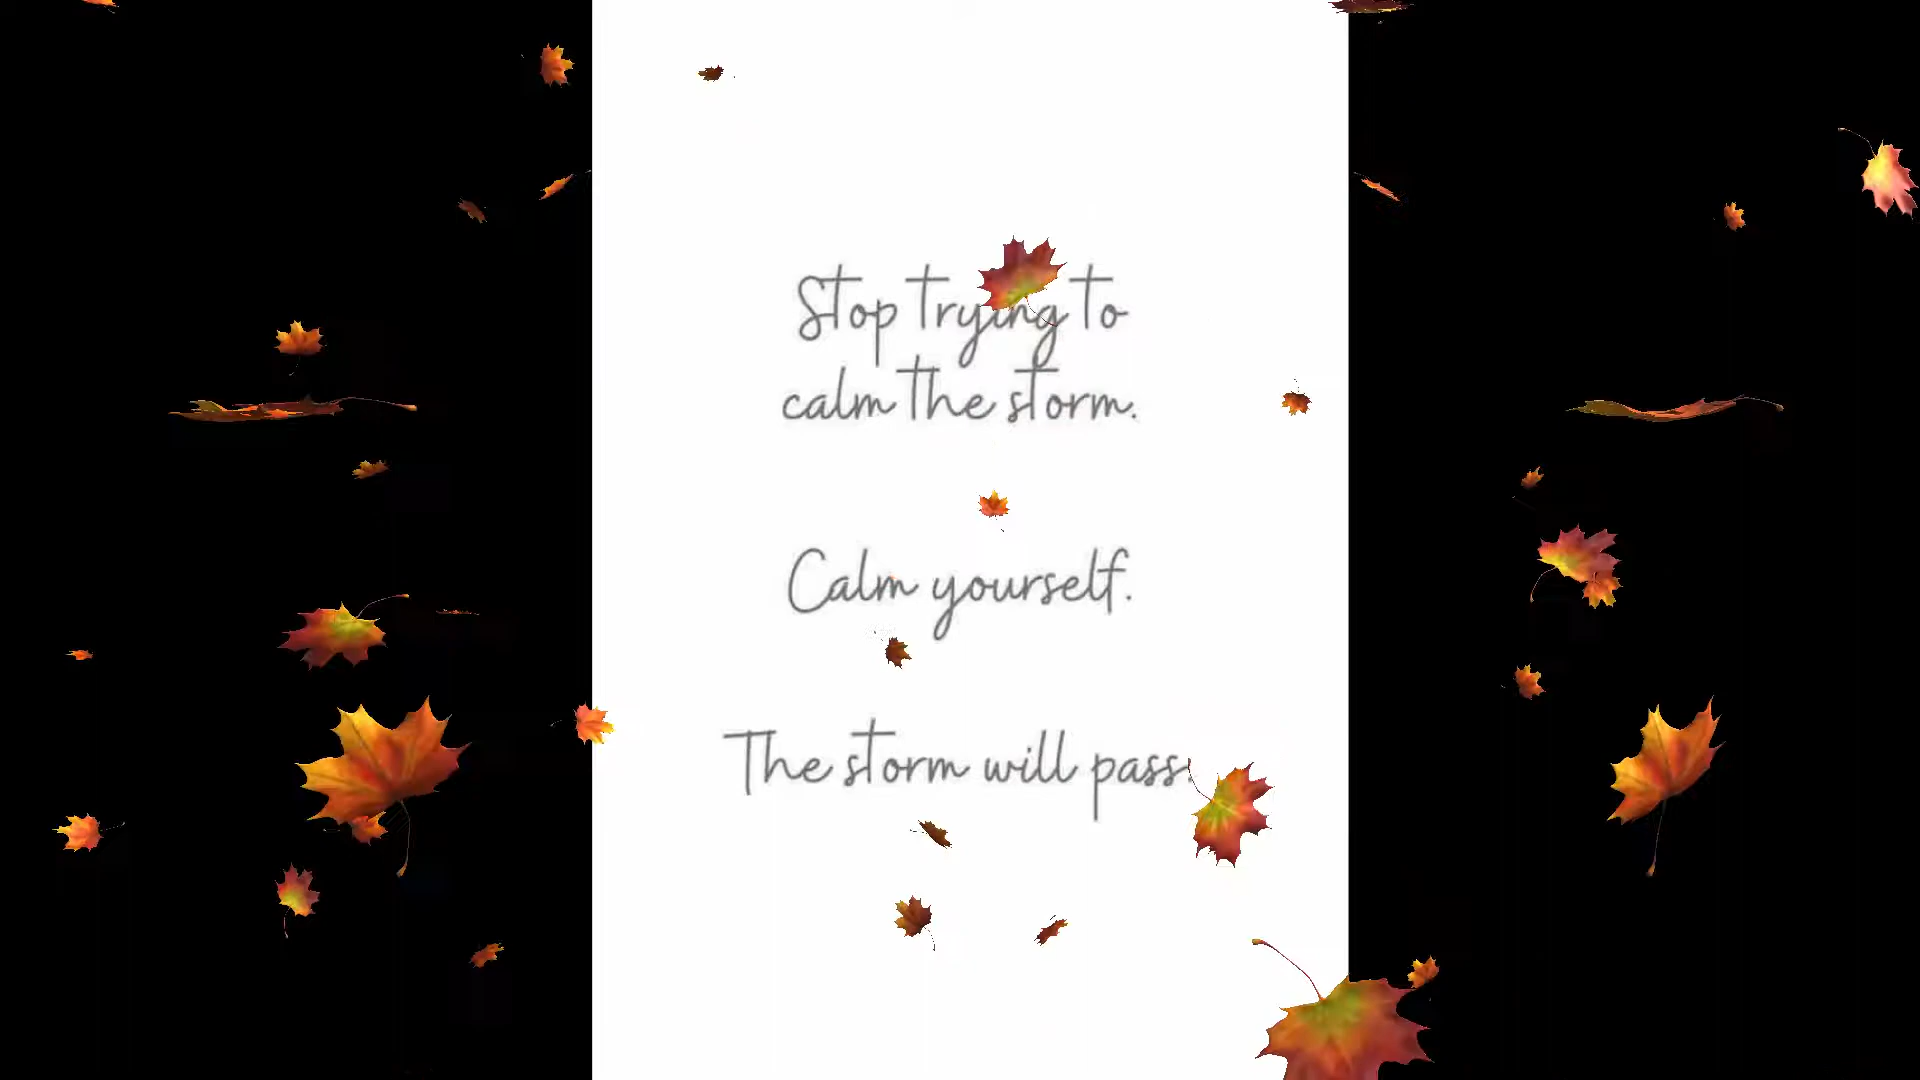 Stop trying to
calm the storm.
Calm yourself.
The storm will pass.